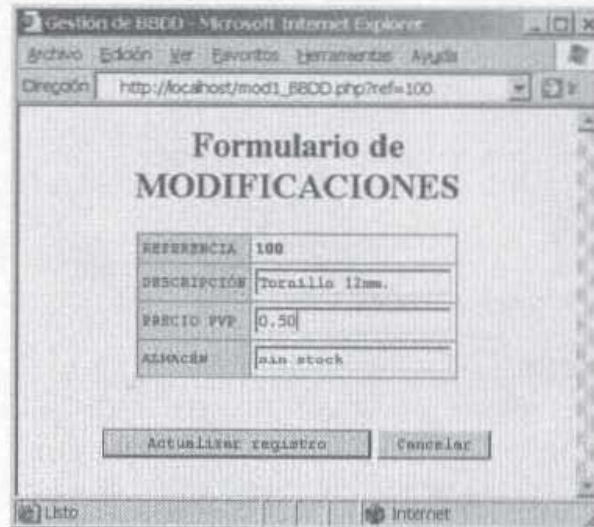 Gestión de BBDD - Microsoft Internet Explorer
Archivo Edición Ver Favoritos Herramientas Ayuda
Dirección http://localhost/mod1_BBDD.php?ref=100
Formulario de
MODIFICACIONES
REFERENCIA 100
DESCRIPCIÓN Tornillo 12mm.
PRECIO PVP 0.50
ALMACÉN sin stock
Actualizar registro Cancelar
Listo Internet